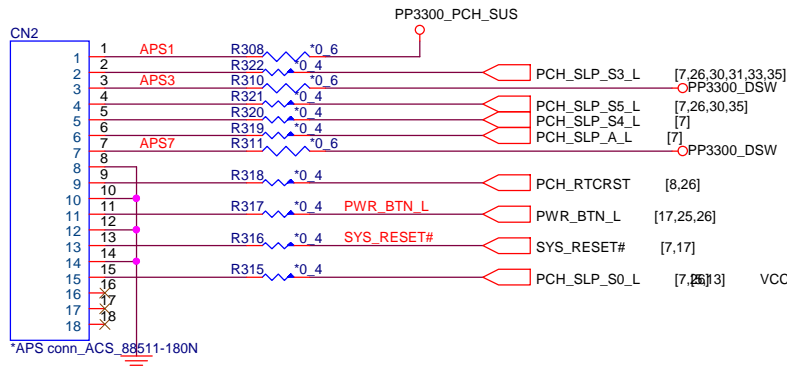 PP3300_PCH_SUS
CN2
1 1 APS1 R308 *0_6
2 2 R322 *0_4 PCH_SLP_S3_L [7,26,30,31,33,35]
3 3 APS3 R310 *0_6 PP3300_DSW
4 4 R321 *0_4 PCH_SLP_S5_L [7,26,30,35]
5 5 R320 *0_4 PCH_SLP_S4_L [7]
6 6 R319 *0_4 PCH_SLP_A_L [7]
7 7 APS7 R311 *0_6 PP3300_DSW
8 8
9 9 R318 *0_4 PCH_RTCRST [8,26]
10 10
11 11 R317 *0_4 PWR_BTN_L PWR_BTN_L [17,25,26]
12 12
13 13 R316 *0_4 SYS_RESET# SYS_RESET# [7,17]
14 14
15 15 R315 *0_4 PCH_SLP_S0_L VCC
16 16
17 17
18 18
*APS conn_ACS_88511-180N